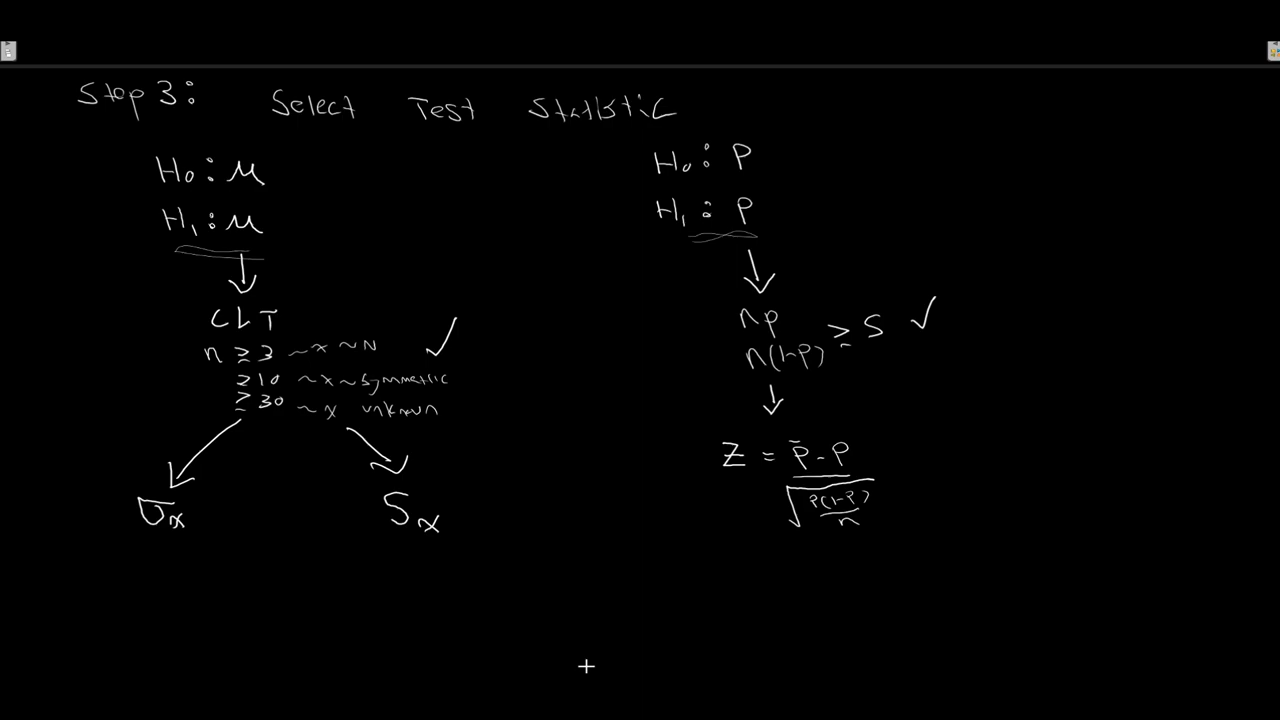 Step 3: Select Test Statistic
H₀: μ
H₁: μ
CLT
n ≥ 3 ~ x ~ N ✓
≥ 10 ~ x ~ symmetric
≥ 30 ~ x unknown
σₓ
Sₓ
H₀: P
H₁: P
np
n(1-p) ≥ 5 ✓
Z = p̄ - p
√ p(1-p)
n